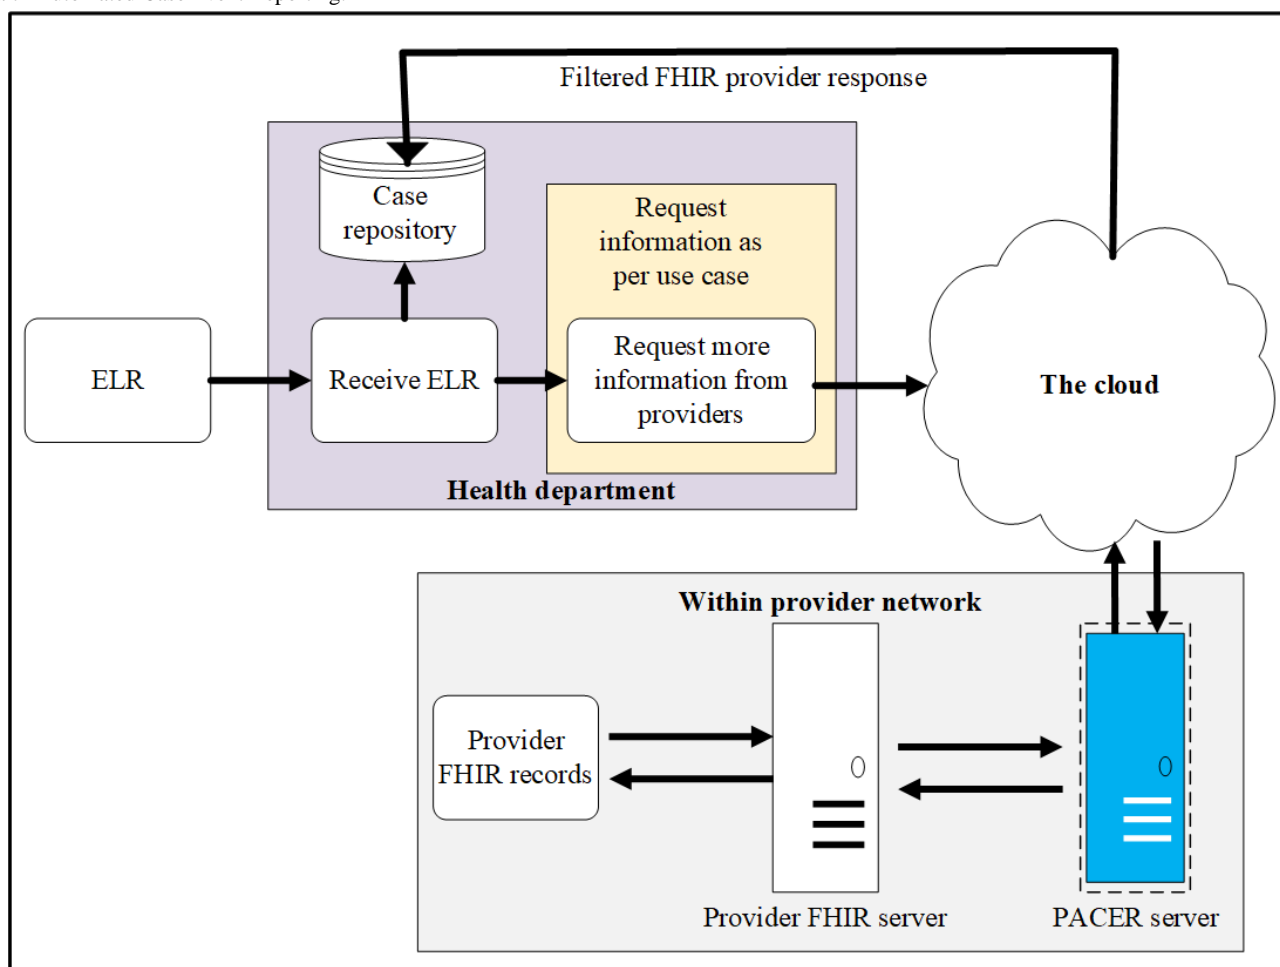 Filtered FHIR provider response
Case
repository
Request
information as
per use case
ELR
Receive ELR
Request more
information from
providers
The cloud
Health department
Within provider network
Provider
FHIR records
Provider FHIR server
PACER server